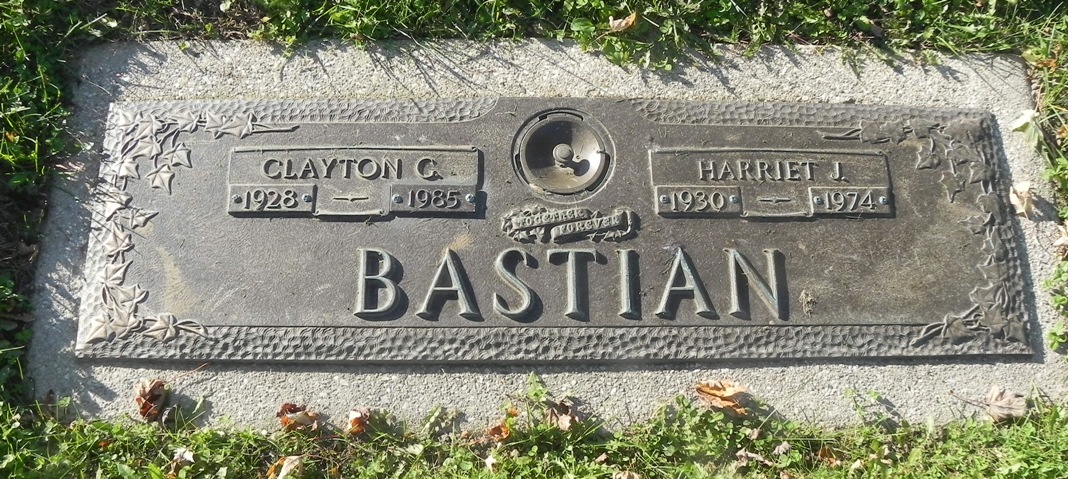 CLAYTON G.
1928 1985
HARRIET J.
1930 1974
TOGETHER
FOREVER
BASTIAN